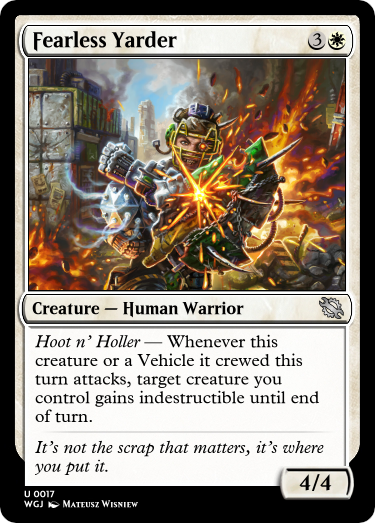 Fearless Yarder 3
Creature — Human Warrior
Hoot n' Holler — Whenever this
creature or a Vehicle it crewed this
turn attacks, target creature you
control gains indestructible until end
of turn.
It's not the scrap that matters, it's where
you put it.
4/4
U 0017
WGJ Mateusz Wisniew